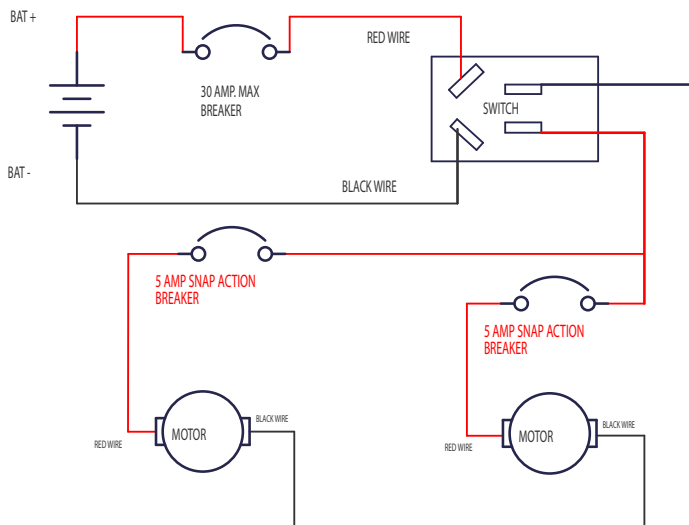 BAT +
RED WIRE
30 AMP. MAX
BREAKER
SWITCH
BAT -
BLACK WIRE
5 AMP SNAP ACTION
BREAKER
5 AMP SNAP ACTION
BREAKER
BLACK WIRE
MOTOR
RED WIRE
BLACK WIRE
MOTOR
RED WIRE